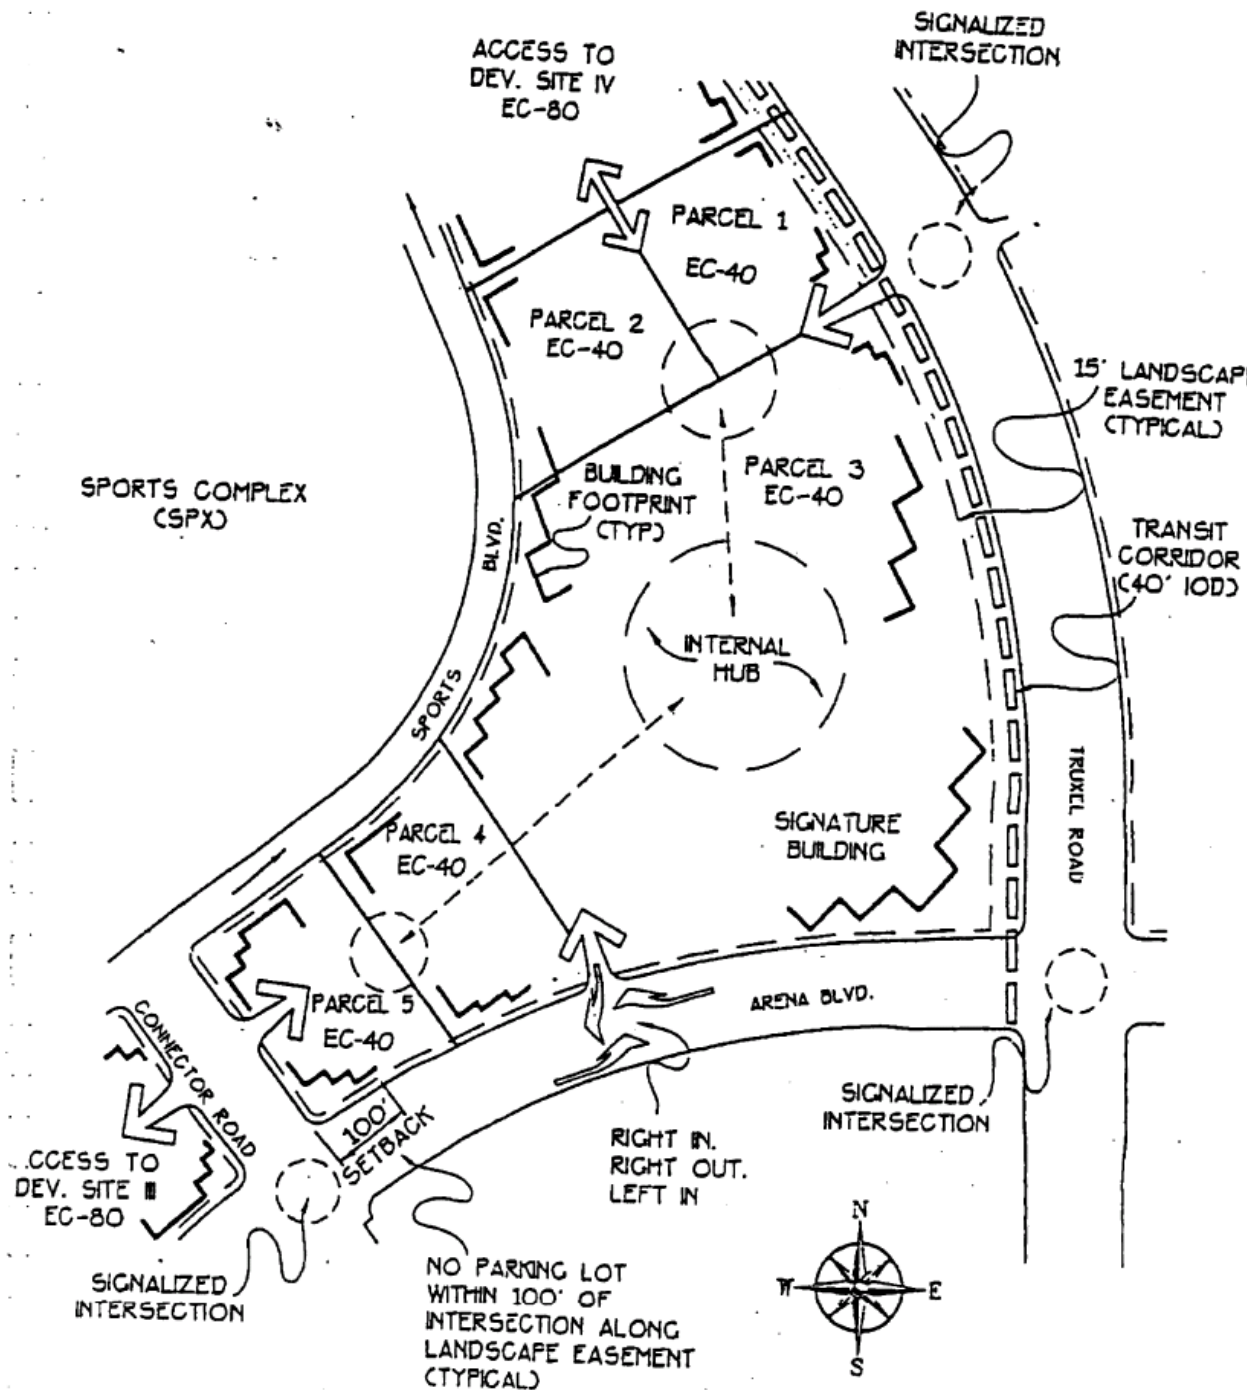 SIGNALIZED
INTERSECTION
ACCESS TO
DEV. SITE IV
EC-80
PARCEL 1
EC-40
PARCEL 2
EC-40
15' LANDSCAPE
EASEMENT
(TYPICAL)
SPORTS COMPLEX
(SPX)
BUILDING
FOOTPRINT
(TYP)
PARCEL 3
EC-40
TRANSIT
CORRIDOR
(40' IOD)
SPORTS BLVD.
INTERNAL
HUB
TRUXEL ROAD
PARCEL 4
EC-40
SIGNATURE
BUILDING
PARCEL 5
EC-40
ARENA BLVD.
CONNECTOR ROAD
SIGNALIZED
INTERSECTION
100'
SETBACK
RIGHT IN.
RIGHT OUT.
LEFT IN
.CCESS TO
DEV. SITE III
EC-80
SIGNALIZED
INTERSECTION
NO PARKING LOT
WITHIN 100' OF
INTERSECTION ALONG
LANDSCAPE EASEMENT
(TYPICAL)
N
W
E
S